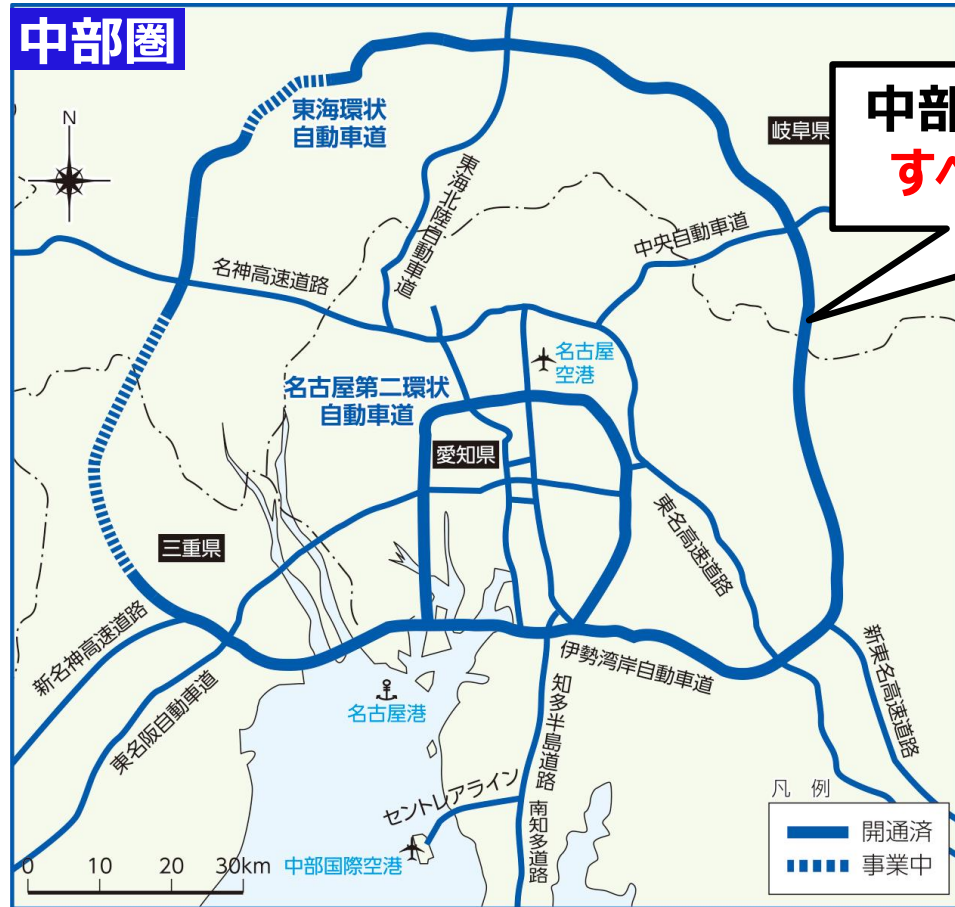 中部圏
N
東海環状
自動車道
岐阜県
中部
すべ
東海北陸自動車道
中央自動車道
名神高速道路
名古屋
空港
名古屋第二環状
自動車道
愛知県
東名高速道路
三重県
新名神高速道路
東名阪自動車道
伊勢湾岸自動車道
新東名高速道路
名古屋港
知多半島道路
セントレアライン
南知多道路
中部国際空港
0 10 20 30km
凡 例
開通済
事業中